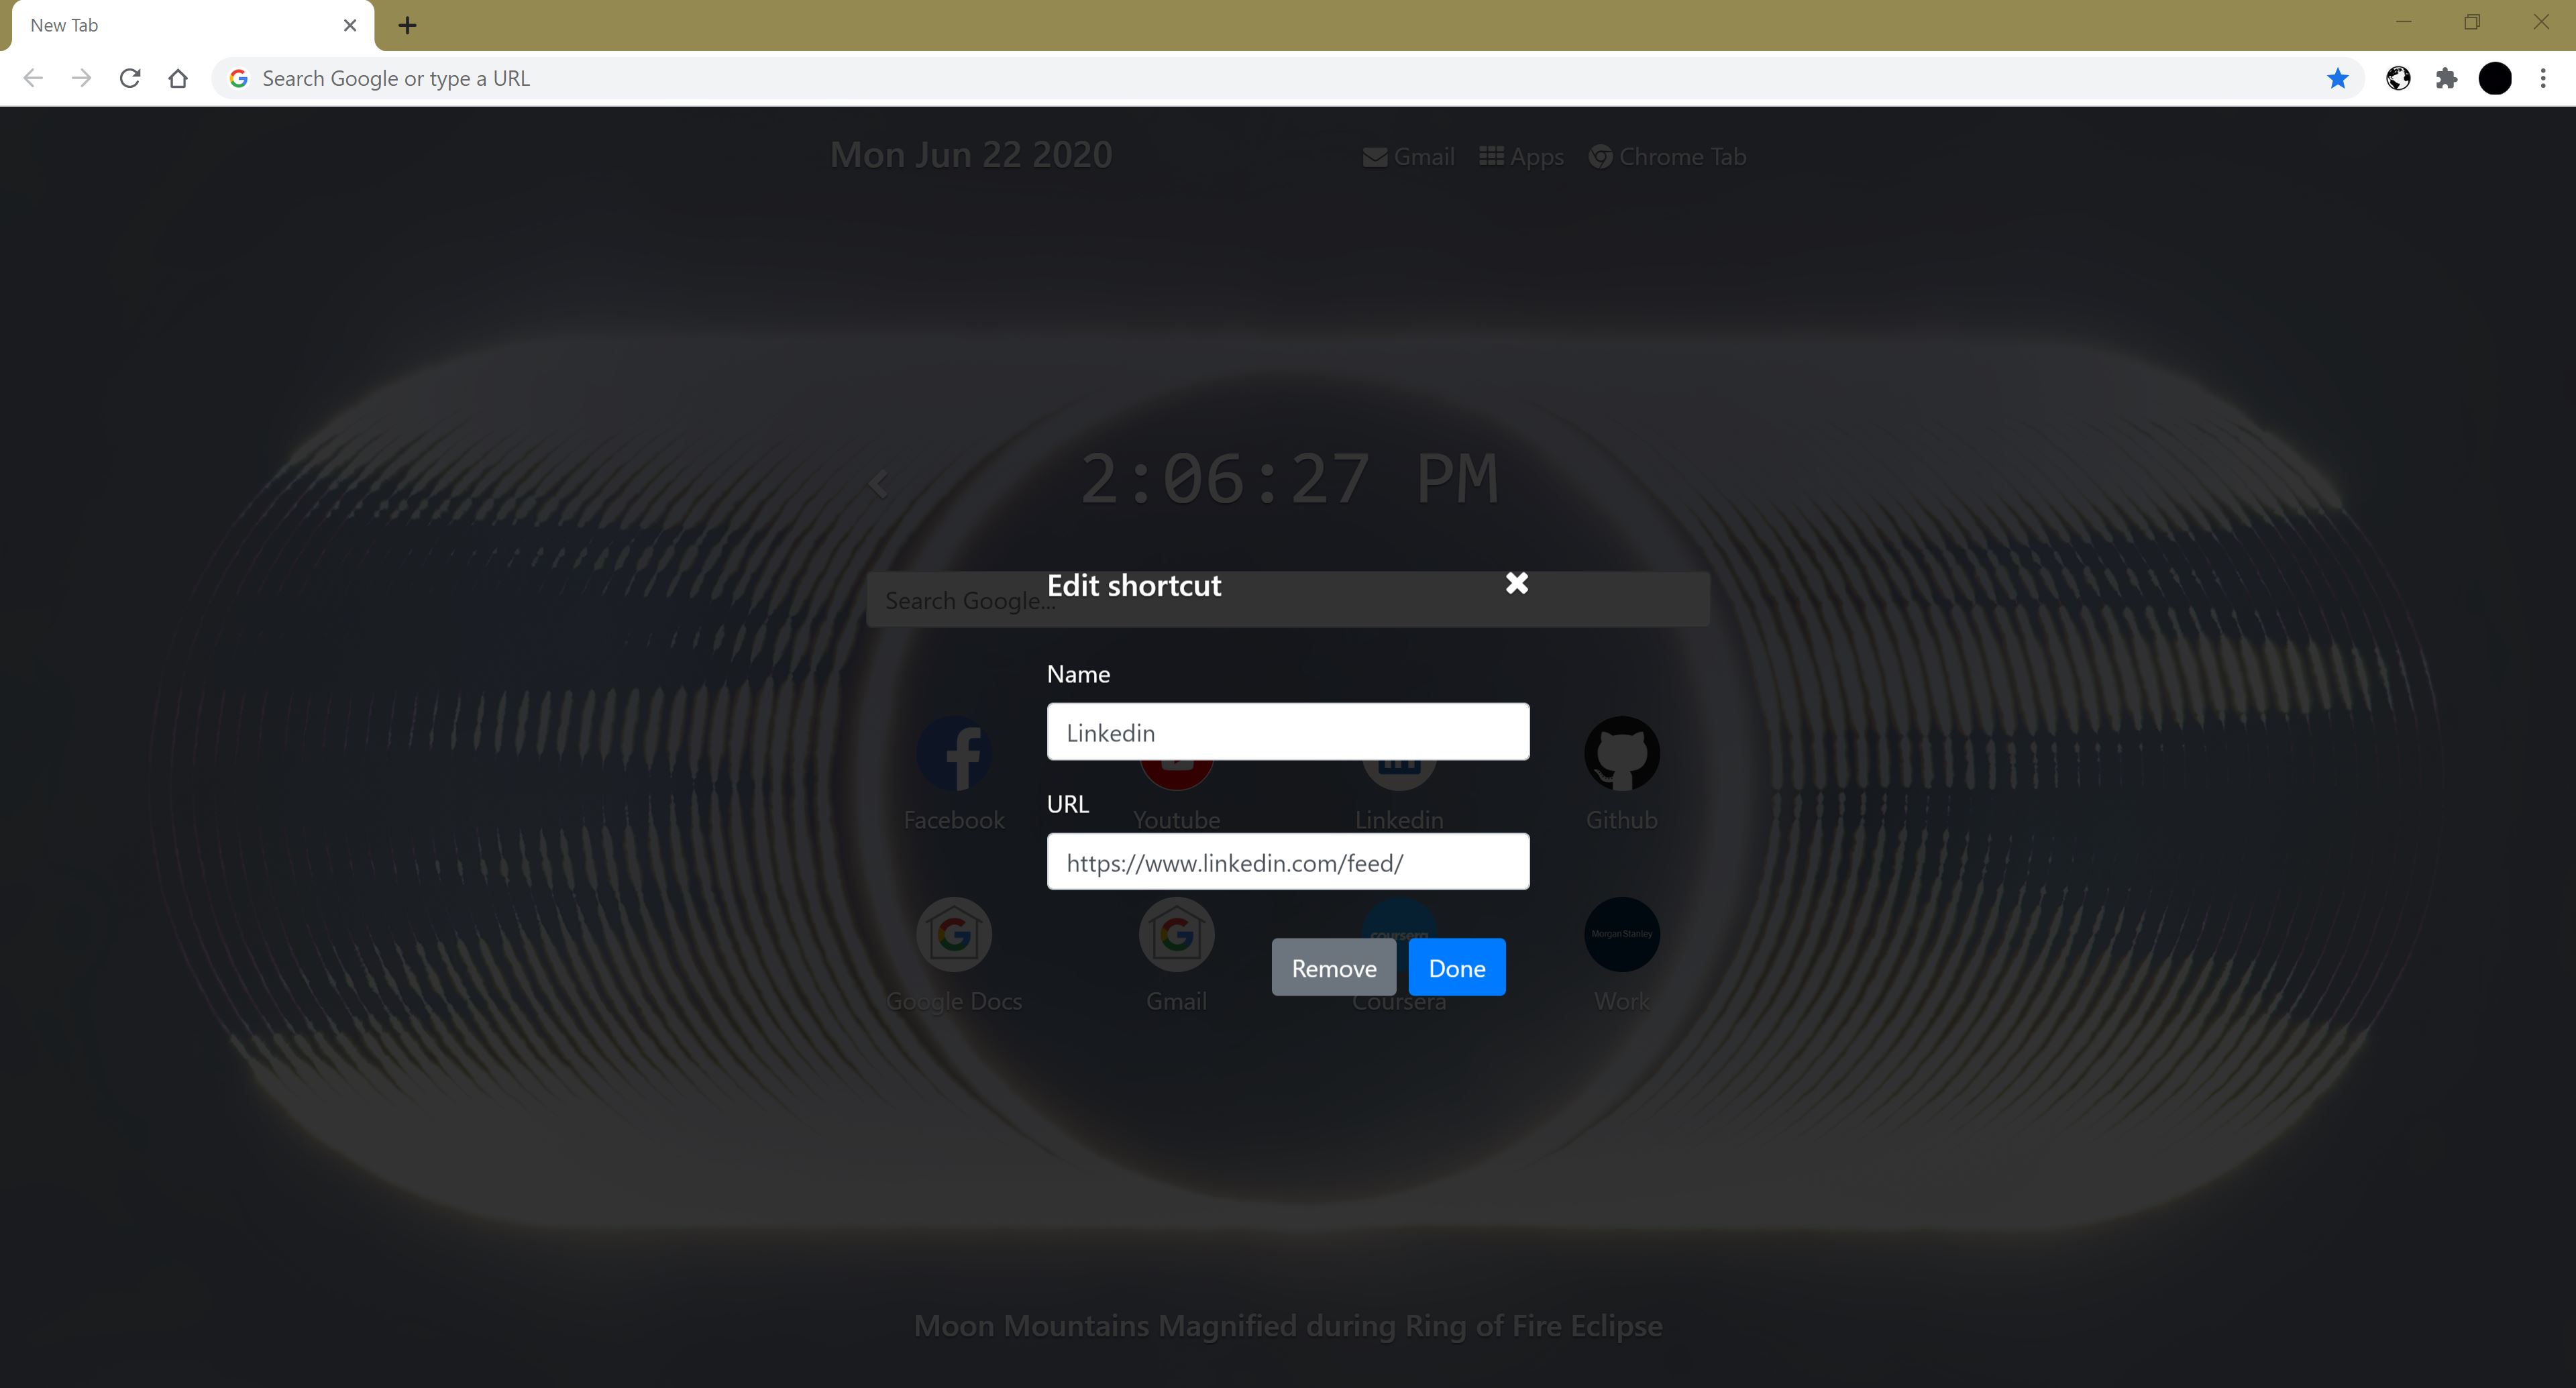 New Tab
Search Google or type a URL
Mon Jun 22 2020
Gmail
Apps
Chrome Tab
2:06:27 PM
Edit shortcut
Search Google...
Name
Linkedin
URL
Facebook
Youtube
Linkedin
Github
https://www.linkedin.com/feed/
coursera
Morgan Stanley
Remove
Done
Google Docs
Gmail
Coursera
Work
Moon Mountains Magnified during Ring of Fire Eclipse